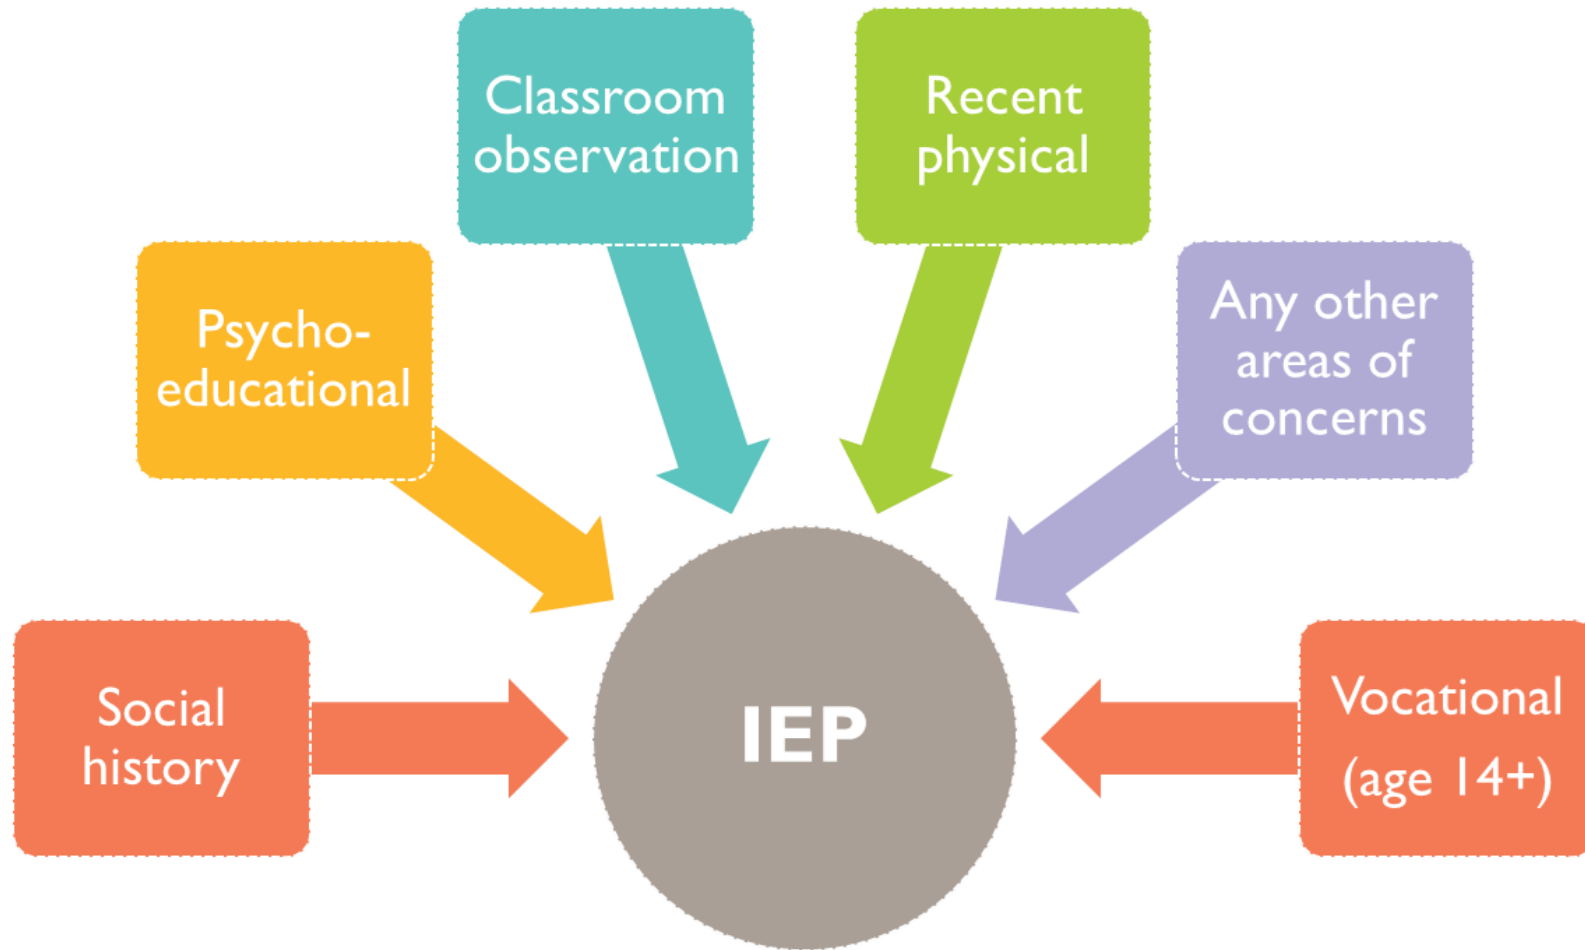 Classroom
observation
Recent
physical
Psycho-
educational
Any other
areas of
concerns
Social
history
IEP
Vocational
(age 14+)